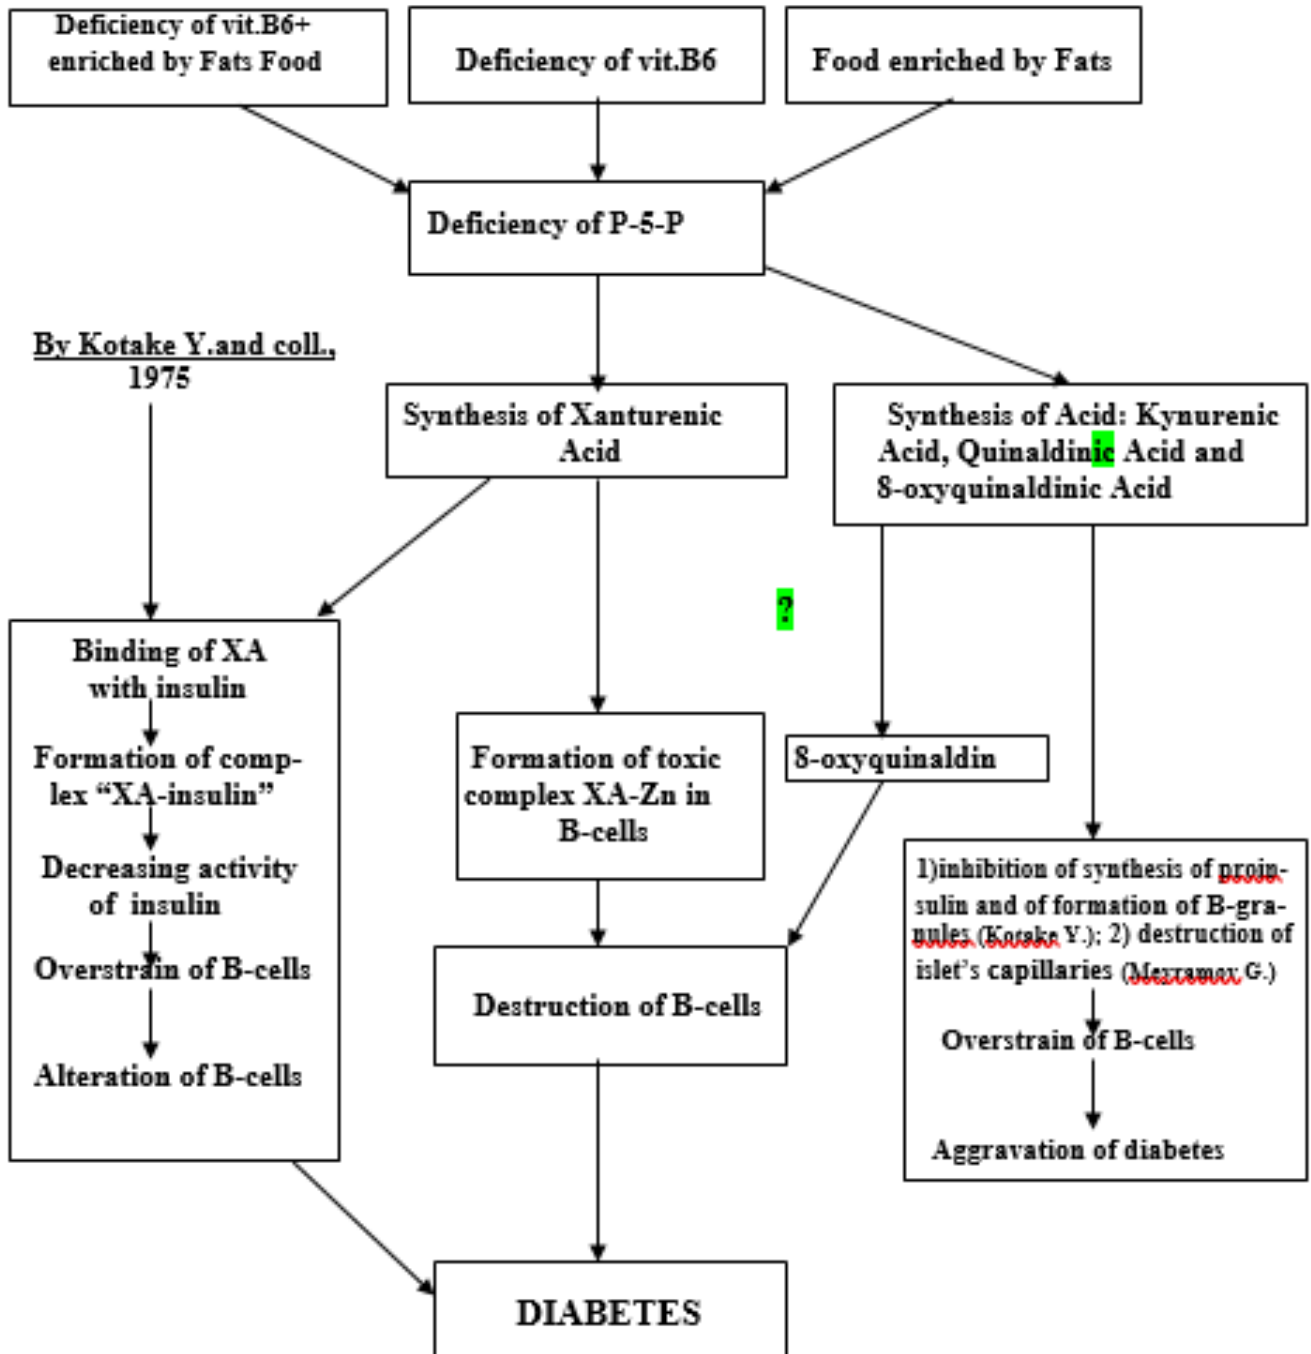 Deficiency of vit.B6+
enriched by Fats Food
Deficiency of vit.B6
Food enriched by Fats
Deficiency of P-5-P
By Kotake Y.and coll.,
1975
Synthesis of Xanturenic
Acid
Synthesis of Acid: Kynurenic
Acid, Quinaldinic Acid and
8-oxyquinaldinic Acid
?
Binding of XA
with insulin
Formation of comp-
lex “XA-insulin”
Decreasing activity
of insulin
Overstrain of B-cells
Alteration of B-cells
Formation of toxic
complex XA-Zn in
B-cells
8-oxyquinaldin
Destruction of B-cells
1)inhibition of synthesis of proin-
sulin and of formation of B-gra-
nules (Kotake Y.); 2) destruction of
islet’s capillaries (Meyramov G.)
Overstrain of B-cells
Aggravation of diabetes
DIABETES